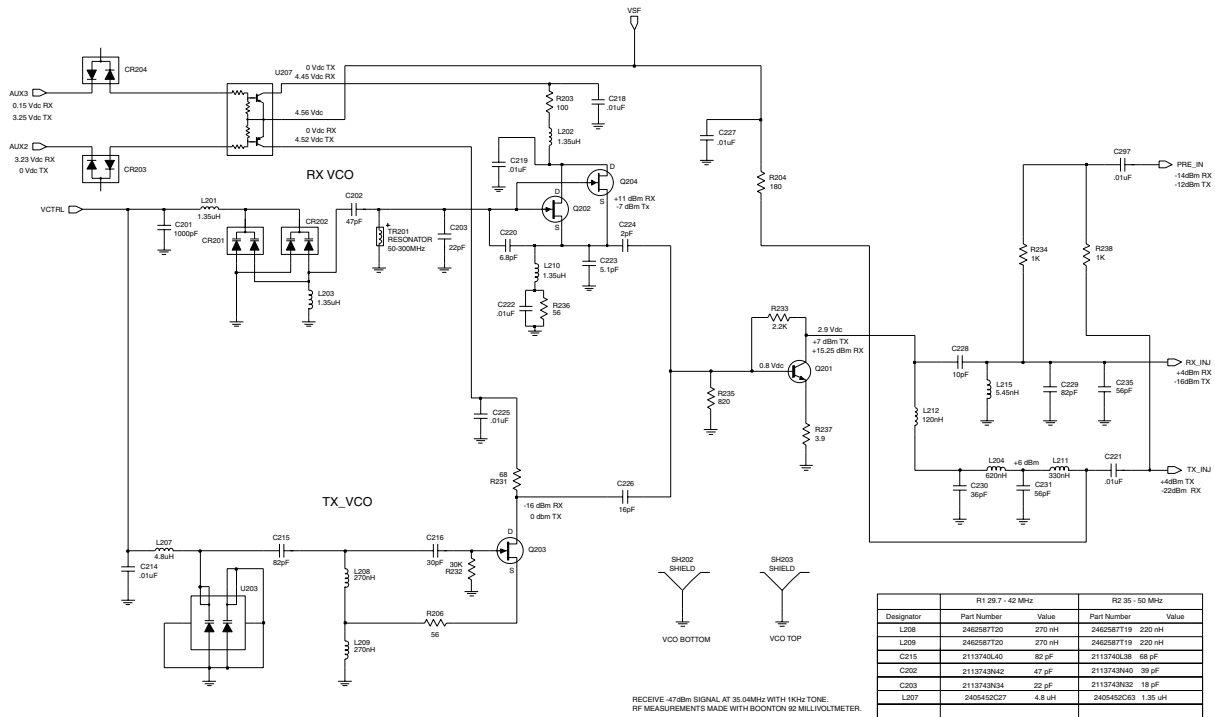 VSF
CR204
AUX3
0.15 Vdc RX
3.25 Vdc TX
U207
0 Vdc TX
4.45 Vdc RX
4.56 Vdc
0 Vdc RX
4.52 Vdc TX
AUX2
3.23 Vdc RX
0 Vdc TX
CR203
R203
100
C218
.01uF
L202
1.35uH
C219
.01uF
C227
.01uF
R204
180
C297
.01uF
PRE_IN
-14dBm RX
-12dBm TX
RX VCO
VCTRL
C201
1000pF
L201
1.35uH
CR201
CR202
L203
1.35uH
C202
47pF
+
TR201
RESONATOR
50-300MHz
C203
22pF
C220
6.8pF
D
Q204
S
+11 dBm RX
-7 dBm Tx
D
Q202
S
C224
2pF
L210
1.35uH
C223
5.1pF
C222
.01uF
R236
56
R234
1K
R238
1K
R233
2.2K
2.9 Vdc
+7 dBm TX
+15.25 dBm RX
0.8 Vdc
Q201
R235
820
R237
3.9
C228
10pF
L215
5.45nH
C229
82pF
C235
56pF
RX_INJ
+4dBm RX
-16dBm TX
L212
120nH
L204
620nH
+6 dBm
L211
330nH
C221
.01uF
C230
36pF
C231
56pF
TX_INJ
+4dBm TX
-22dBm RX
C225
.01uF
68
R231
C226
16pF
-16 dBm RX
0 dbm TX
TX_VCO
D
Q203
S
L207
4.8uH
C214
.01uF
U203
C215
82pF
L208
270nH
L209
270nH
C216
30pF
30K
R232
R206
56
SH202
SHIELD
VCO BOTTOM
SH203
SHIELD
VCO TOP
R1 29.7 - 42 MHz R2 35 - 50 MHz
Designator Part Number Value Part Number Value
L208 2462587T20 270 nH 2462587T19 220 nH
L209 2462587T20 270 nH 2462587T19 220 nH
C215 2113740L40 82 pF 2113740L38 68 pF
C202 2113743N42 47 pF 2113743N40 39 pF
C203 2113743N34 22 pF 2113743N32 18 pF
L207 2405452C27 4.8 uH 2405452C63 1.35 uH
RECEIVE -47dBm SIGNAL AT 35.04MHz WITH 1KHz TONE.
RF MEASUREMENTS MADE WITH BOONTON 92 MILLIVOLTMETER.